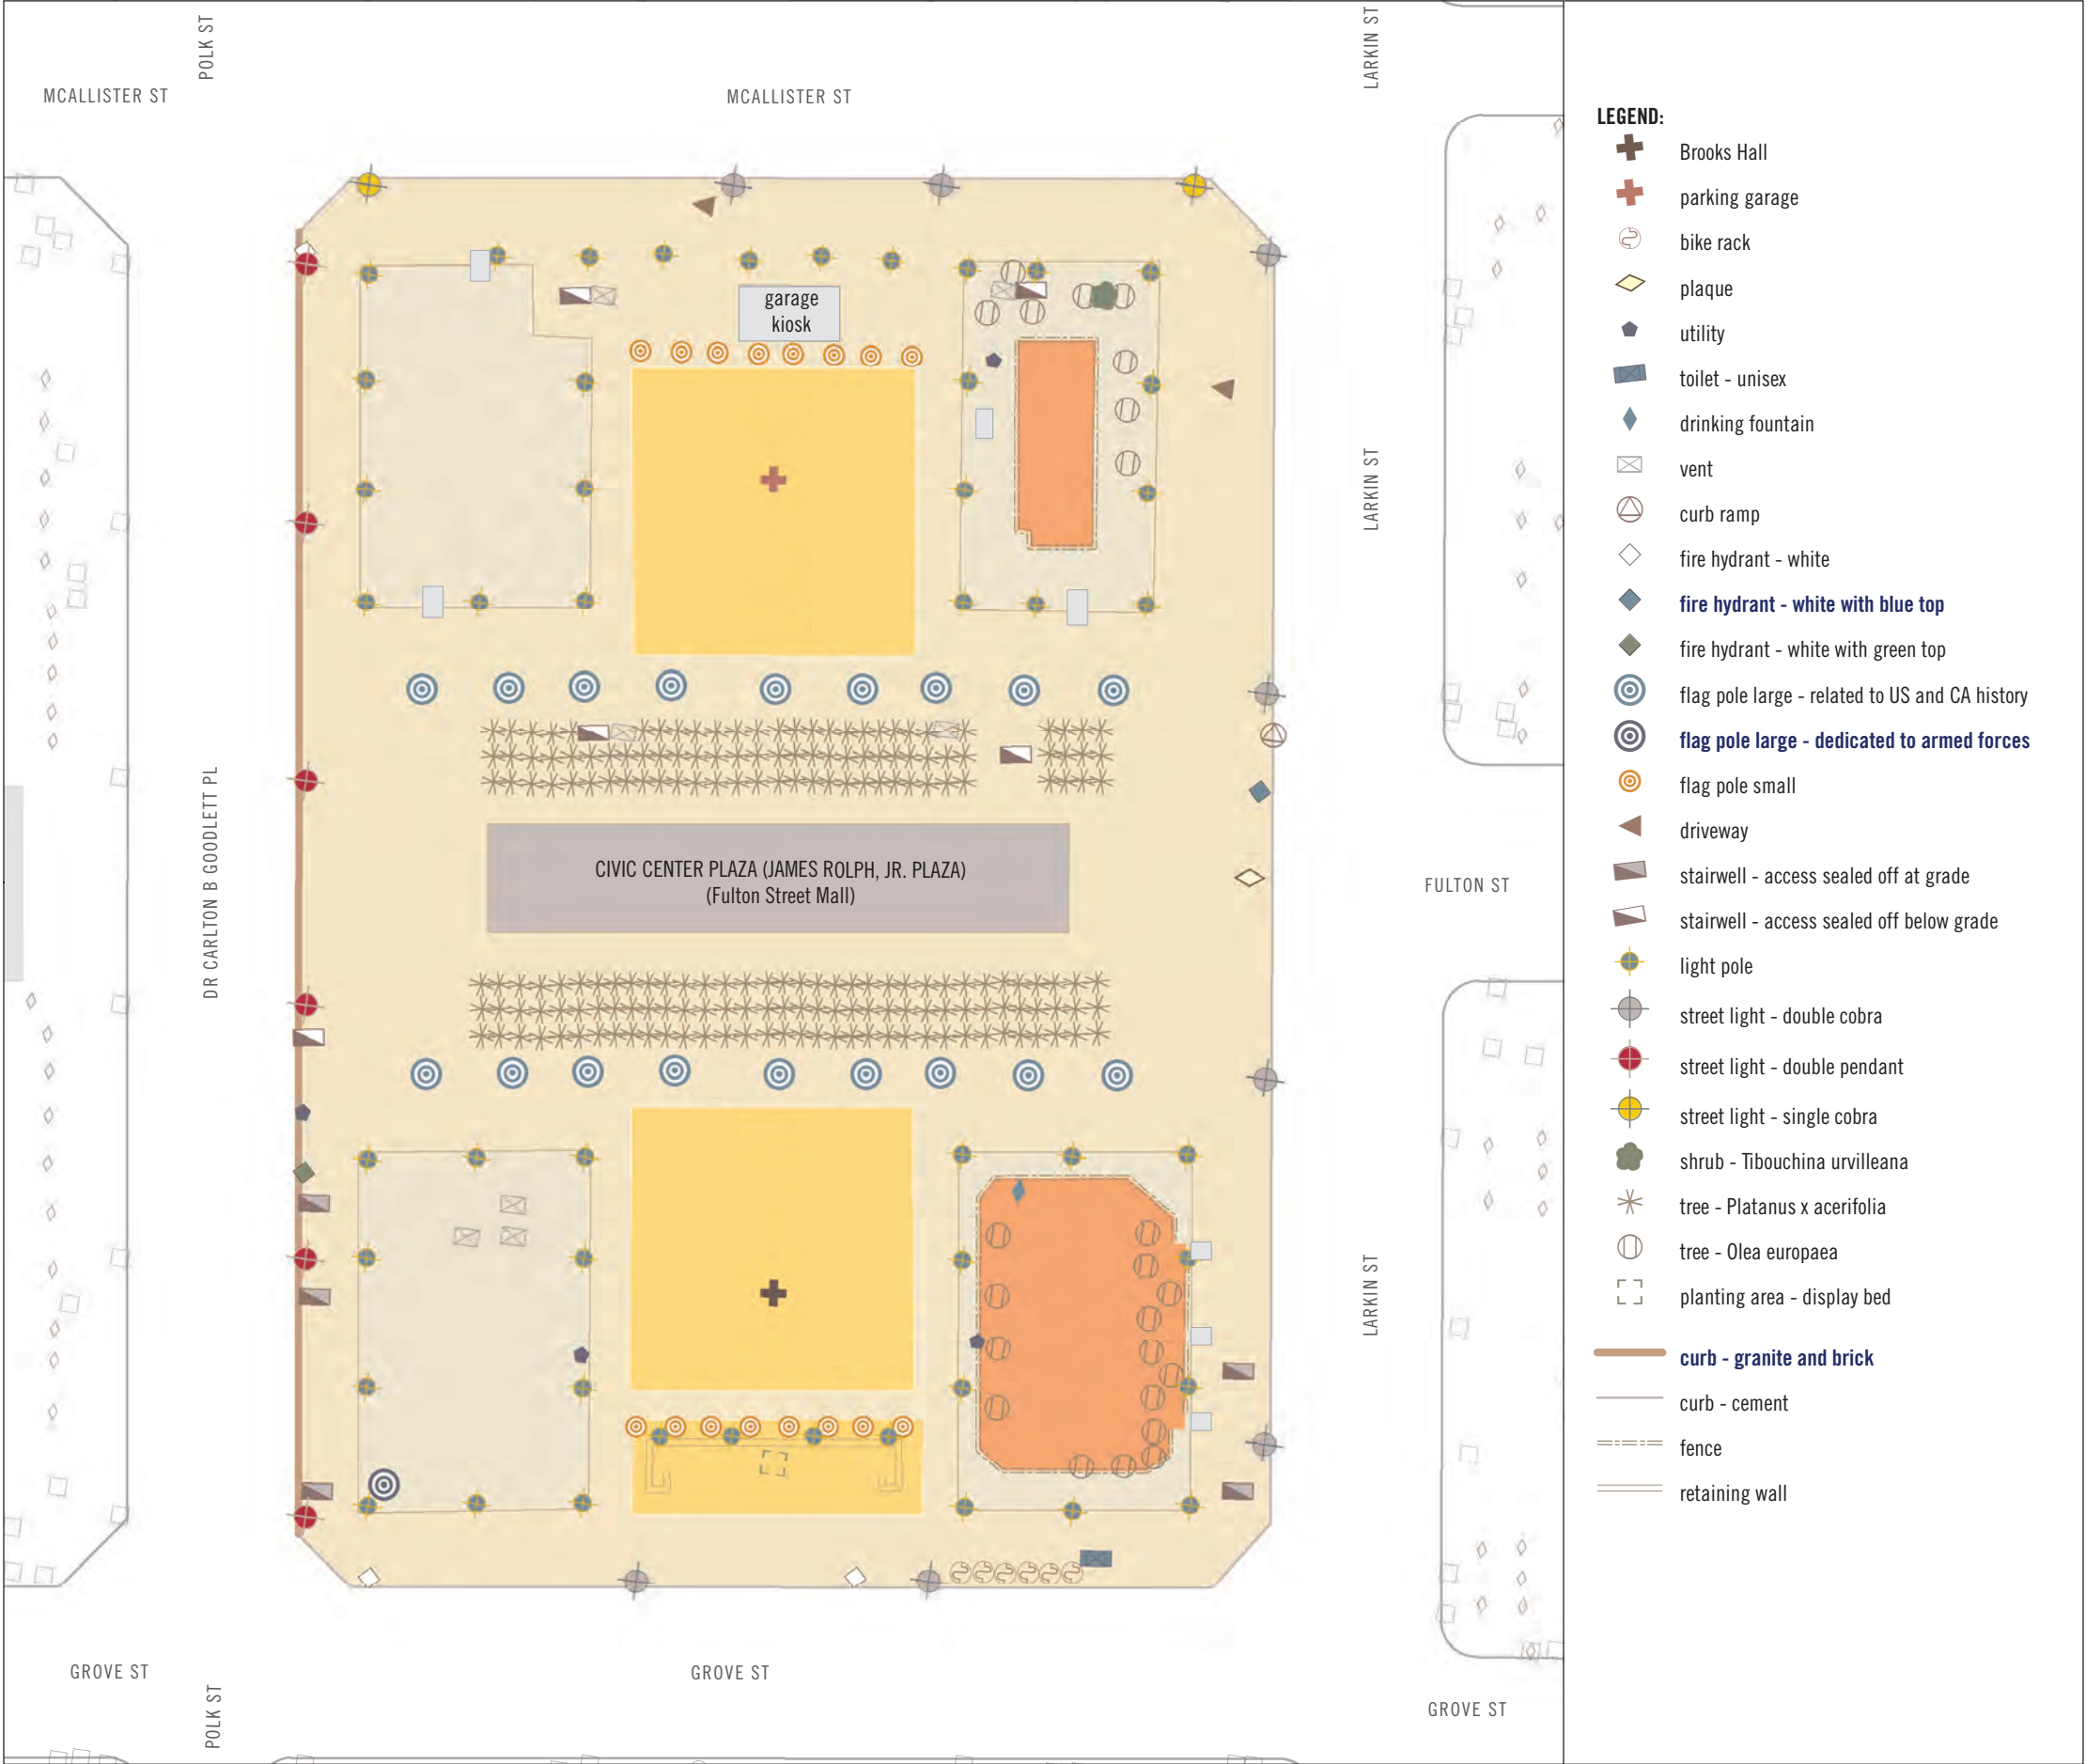 POLK ST
LARKIN ST
MCALLISTER ST
MCALLISTER ST
garage
kiosk
LARKIN ST
DR CARLTON B GOODLETT PL
CIVIC CENTER PLAZA (JAMES ROLPH, JR. PLAZA)
(Fulton Street Mall)
FULTON ST
LARKIN ST
GROVE ST
GROVE ST
POLK ST
GROVE ST
LEGEND:
Brooks Hall
parking garage
bike rack
plaque
utility
toilet - unisex
drinking fountain
vent
curb ramp
fire hydrant - white
fire hydrant - white with blue top
fire hydrant - white with green top
flag pole large - related to US and CA history
flag pole large - dedicated to armed forces
flag pole small
driveway
stairwell - access sealed off at grade
stairwell - access sealed off below grade
light pole
street light - double cobra
street light - double pendant
street light - single cobra
shrub - Tibouchina urvilleana
tree - Platanus x acerifolia
tree - Olea europaea
planting area - display bed
curb - granite and brick
curb - cement
fence
retaining wall